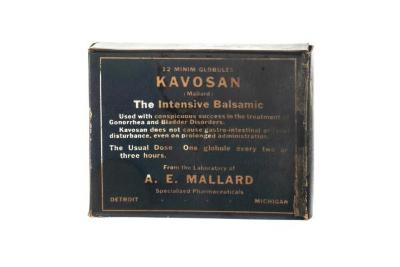 12 MINIM GLOBULES
KAVOSAN
(Mallard)
The Intensive Balsamic
Used with conspicuous success in the treatment
Gonorrhea and Bladder Disorders.
Kavosan does not cause gastro-intestinal or
disturbance, even on prolonged administration.
The Usual Dose One globule every two or
three hours.
From the Laboratory of
A. E. MALLARD
Specialized Pharmaceuticals
DETROIT MICHIGAN